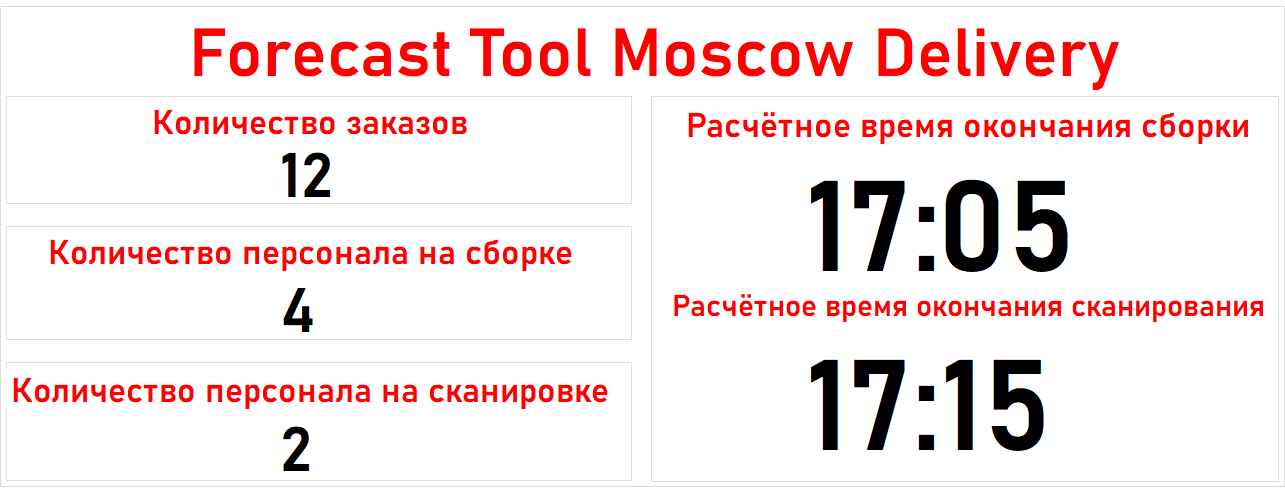 Forecast Tool Moscow Delivery
Количество заказов
12
Количество персонала на сборке
4
Количество персонала на сканировке
2
Расчётное время окончания сборки
17:05
Расчётное время окончания сканирования
17:15